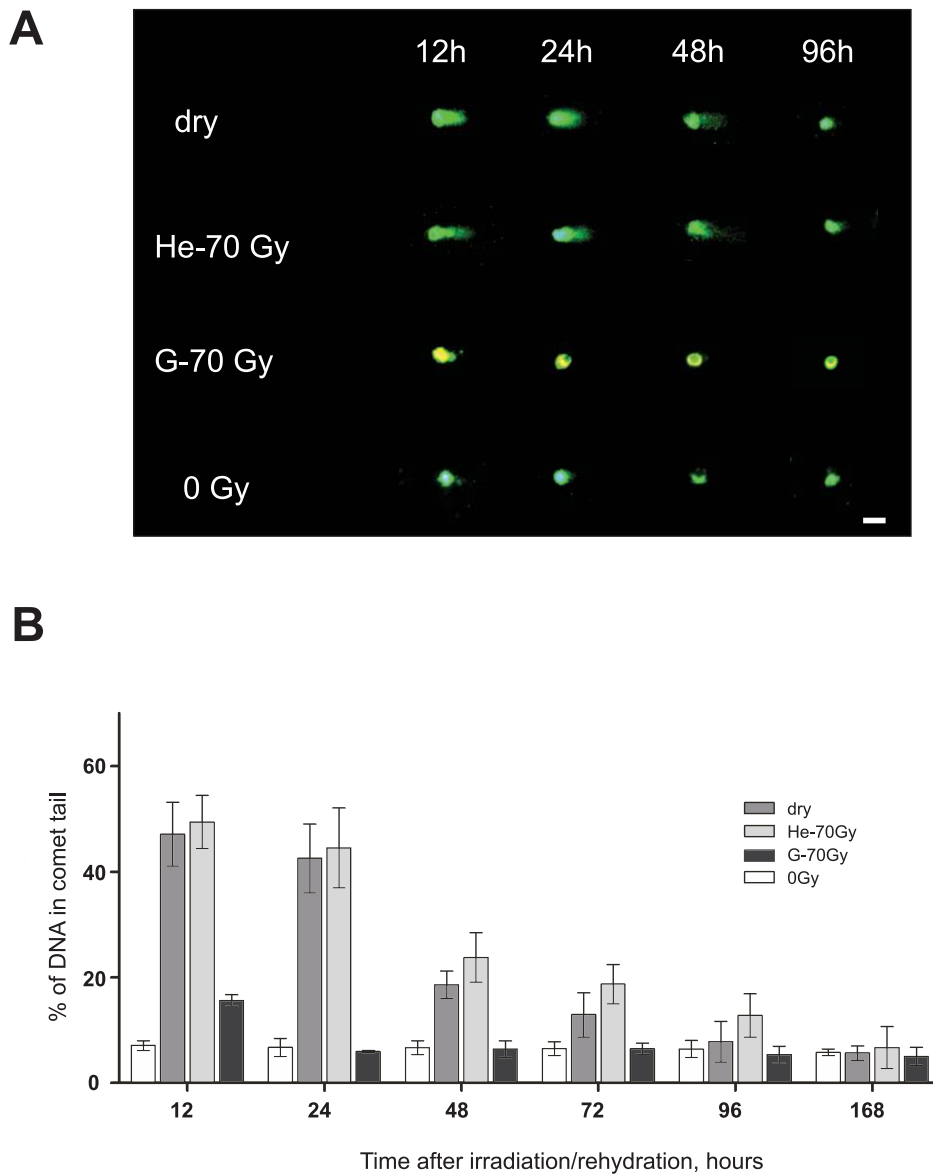 A
12h 24h 48h 96h
dry
He-70 Gy
G-70 Gy
0 Gy
B
% of DNA in comet tail
60
40
20
0
dry
He-70Gy
G-70Gy
0Gy
12 24 48 72 96 168
Time after irradiation/rehydration, hours